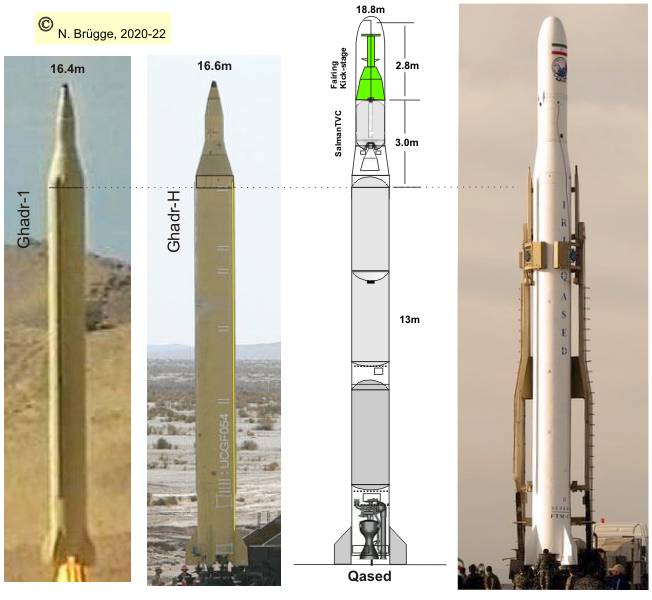 © N. Brügge, 2020-22
16.4m
16.6m
18.8m
Fairing
Kick-stage
2.8m
SalmanTVC
3.0m
Ghadr-1
Ghadr-H
13m
UCGF054
Qased
QASED